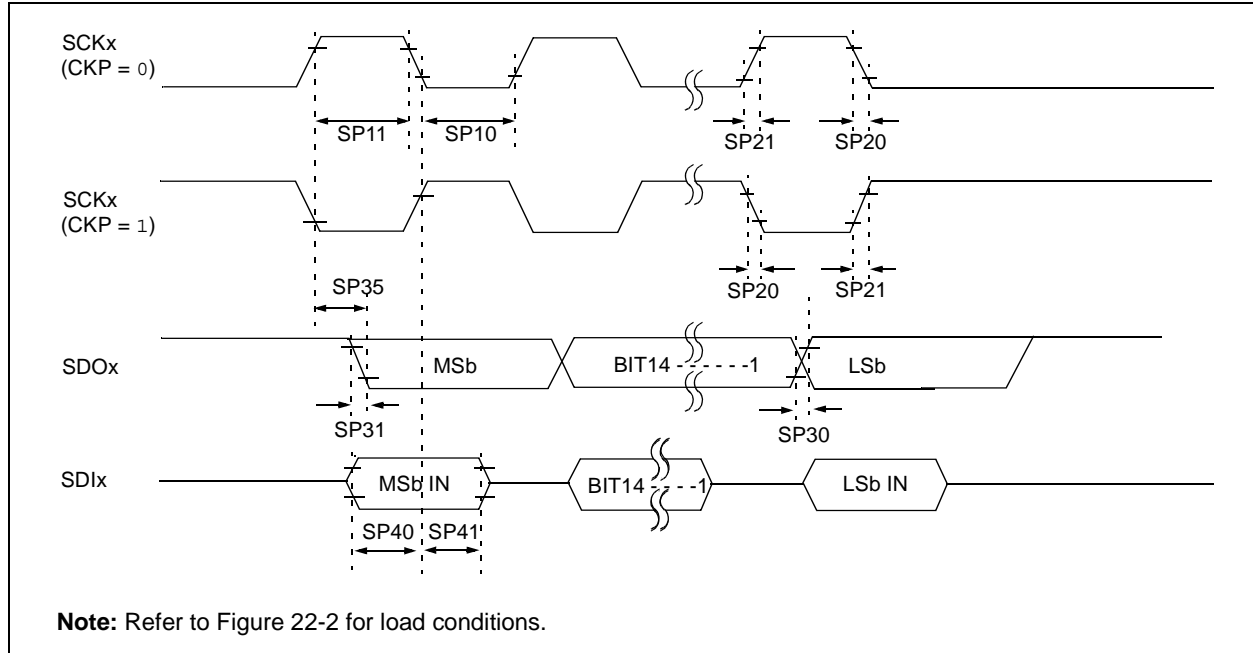 SCKx
(CKP = 0)
SP11
SP10
SP21
SP20
SCKx
(CKP = 1)
SP35
SP20
SP21
SDOx
MSb
BIT14 - - - - - -1
LSb
SP31
SP30
SDIx
MSb IN
BIT14 - - - -1
LSb IN
SP40
SP41
Note: Refer to Figure 22-2 for load conditions.